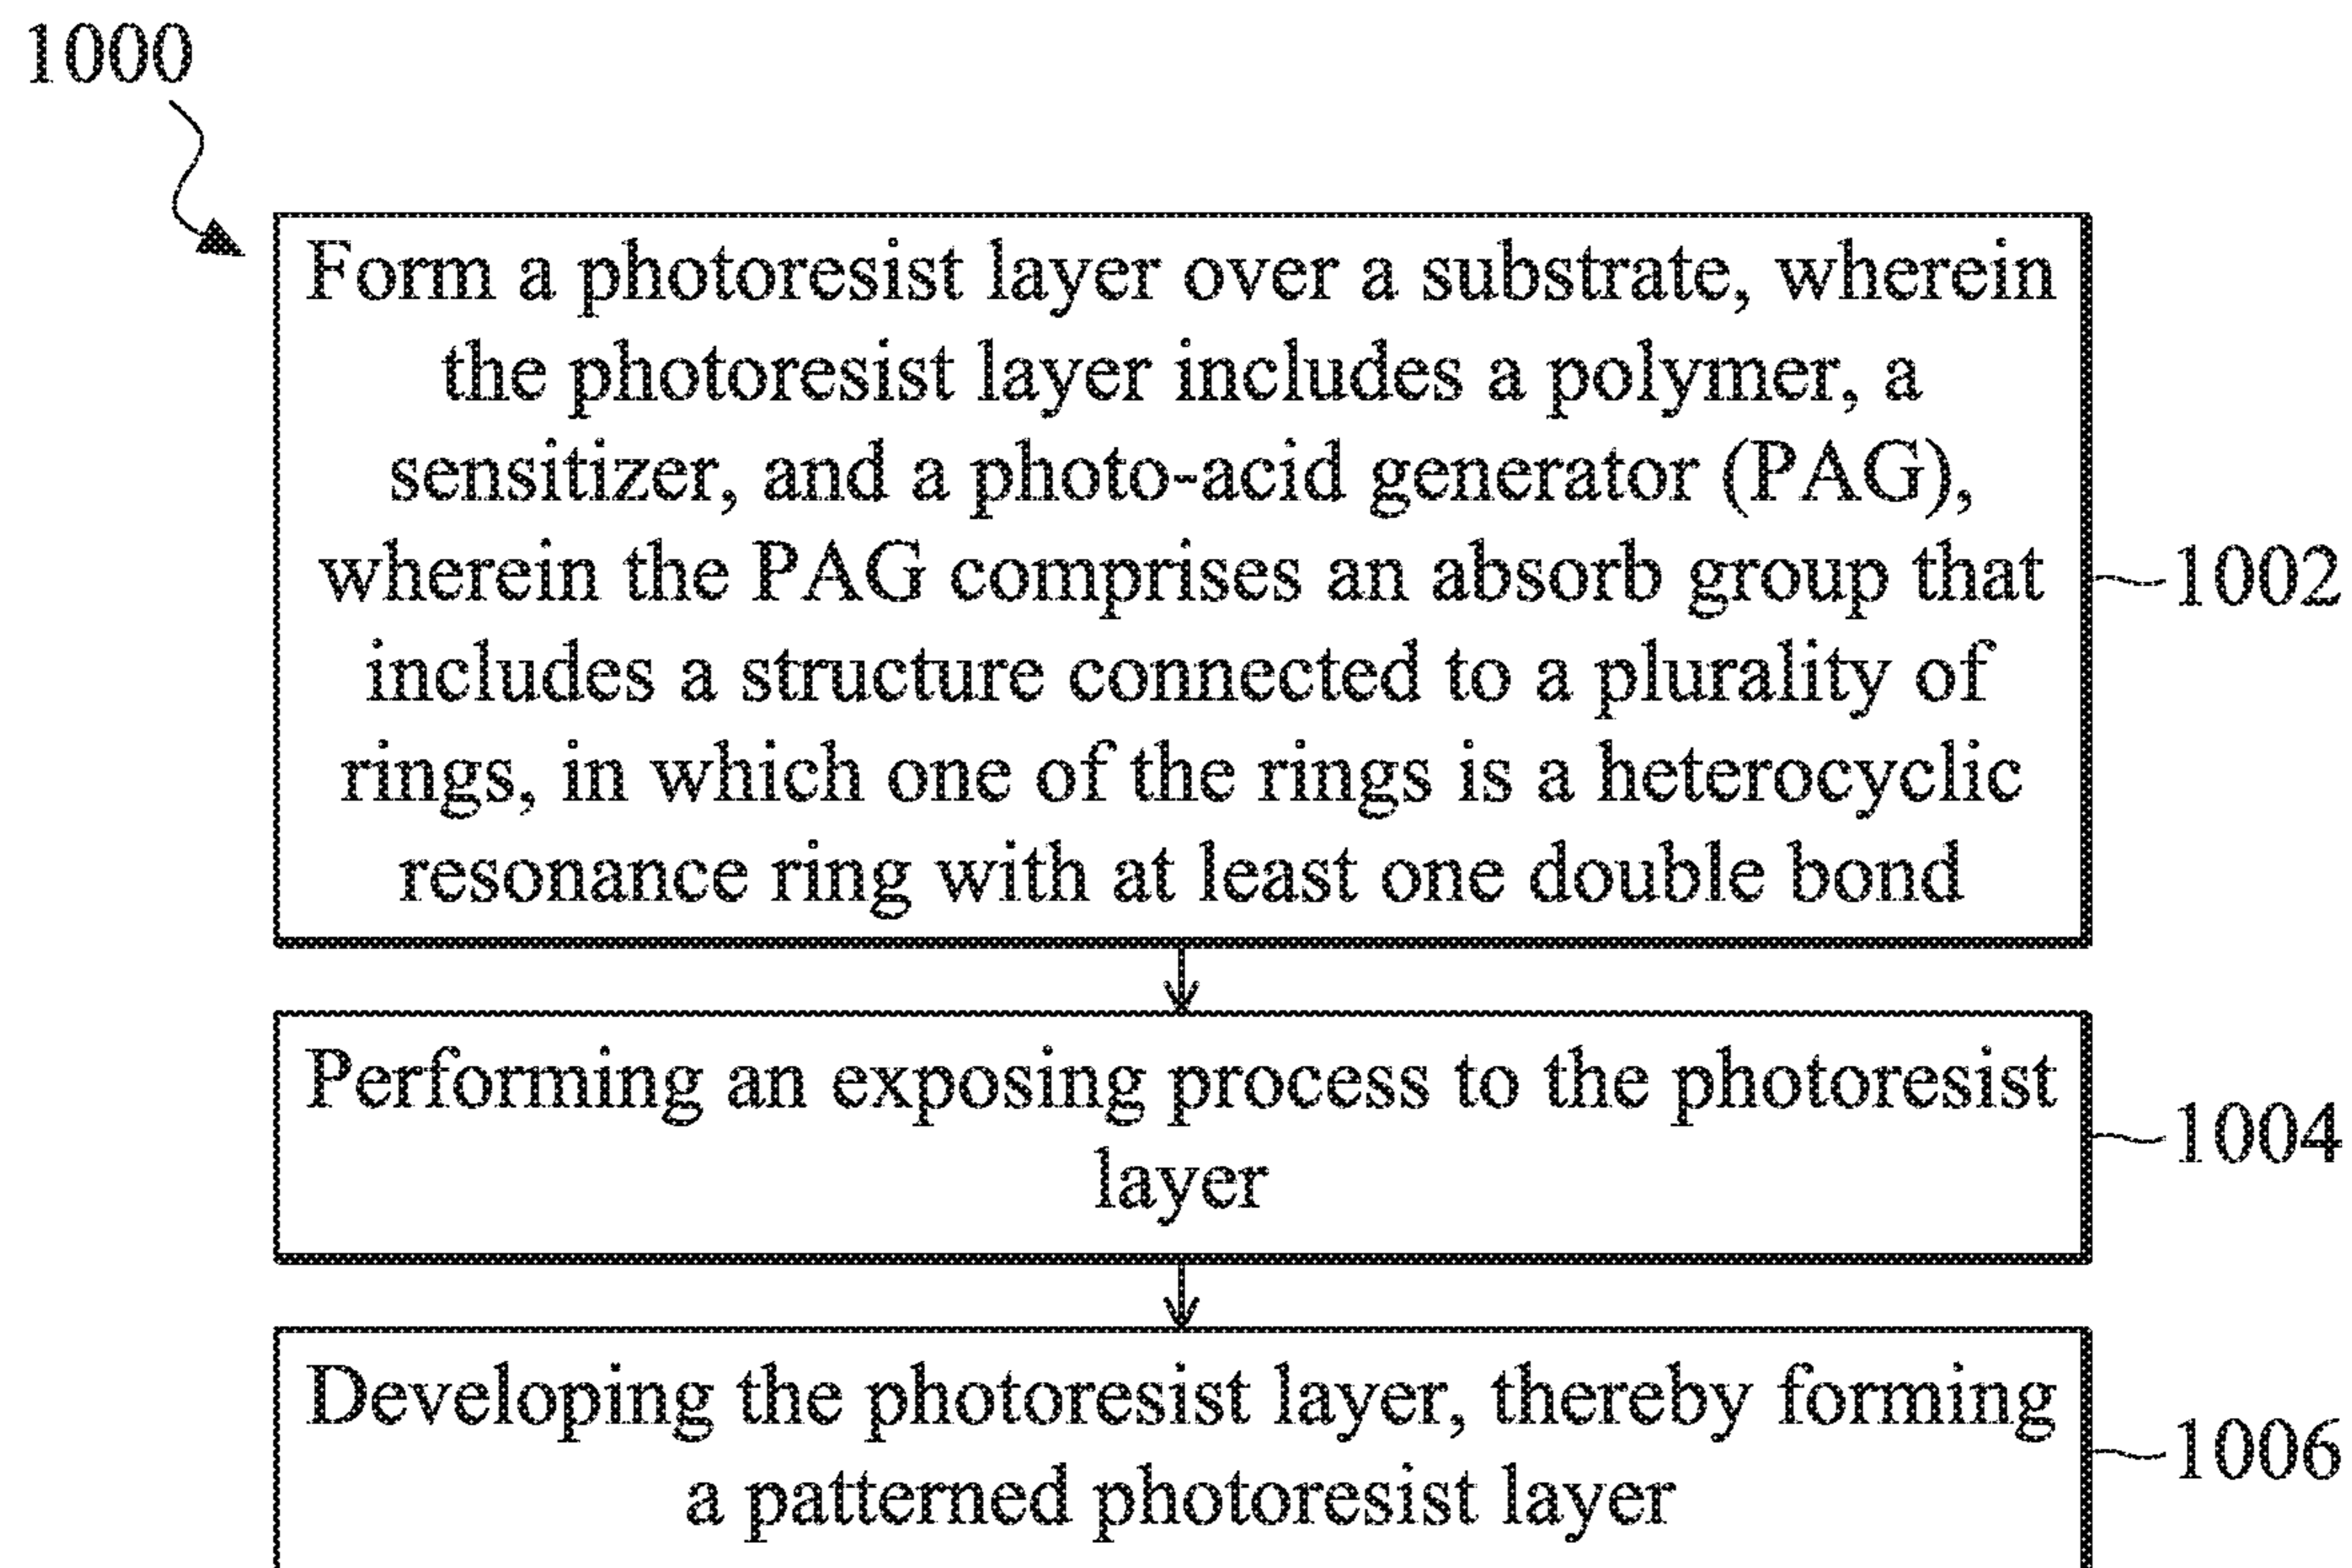 1000
Form a photoresist layer over a substrate, wherein
the photoresist layer includes a polymer, a
sensitizer, and a photo-acid generator (PAG),
wherein the PAG comprises an absorb group that
includes a structure connected to a plurality of
rings, in which one of the rings is a heterocyclic
resonance ring with at least one double bond
1002
Performing an exposing process to the photoresist
layer
1004
Developing the photoresist layer, thereby forming
a patterned photoresist layer
1006